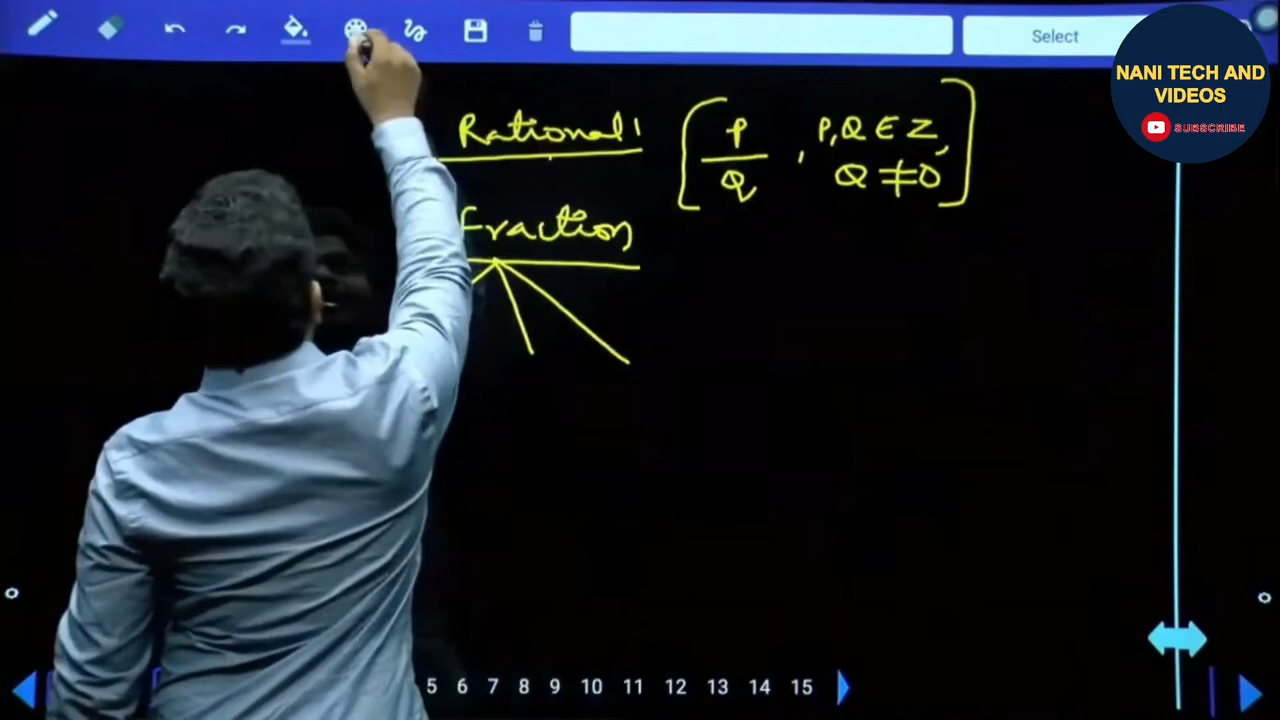 Select
NANI TECH AND
VIDEOS
SUBSCRIBE
Rational
P/Q, P,Q ∈ Z,
Q ≠ 0
Fraction
5 6 7 8 9 10 11 12 13 14 15